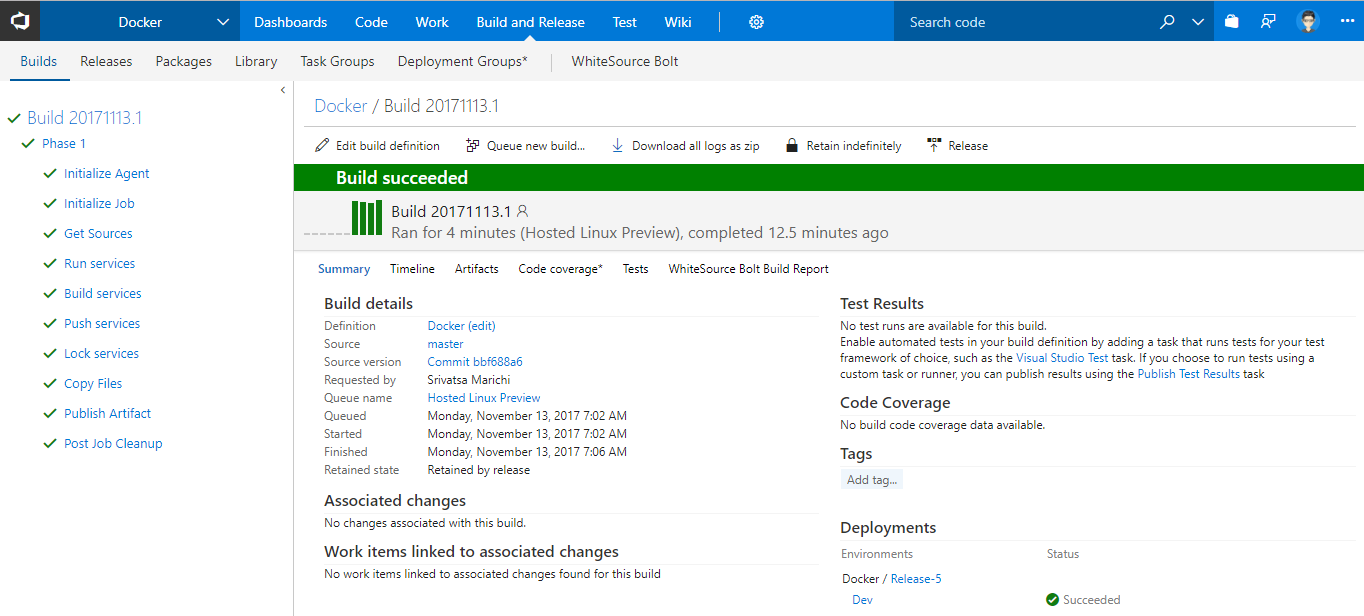 Docker Dashboards Code Work Build and Release Test Wiki Search code
Builds Releases Packages Library Task Groups Deployment Groups* WhiteSource Bolt
Build 20171113.1
Phase 1
Initialize Agent
Initialize Job
Get Sources
Run services
Build services
Push services
Lock services
Copy Files
Publish Artifact
Post Job Cleanup
Docker / Build 20171113.1
Edit build definition Queue new build... Download all logs as zip Retain indefinitely Release
Build succeeded
Build 20171113.1
Ran for 4 minutes (Hosted Linux Preview), completed 12.5 minutes ago
Summary Timeline Artifacts Code coverage* Tests WhiteSource Bolt Build Report
Build details
Definition Docker (edit)
Source master
Source version Commit bbf688a6
Requested by Srivatsa Marichi
Queue name Hosted Linux Preview
Queued Monday, November 13, 2017 7:02 AM
Started Monday, November 13, 2017 7:02 AM
Finished Monday, November 13, 2017 7:06 AM
Retained state Retained by release
Associated changes
No changes associated with this build.
Work items linked to associated changes
No work items linked to associated changes found for this build
Test Results
No test runs are available for this build.
Enable automated tests in your build definition by adding a task that runs tests for your test
framework of choice, such as the Visual Studio Test task. If you choose to run tests using a
custom task or runner, you can publish results using the Publish Test Results task
Code Coverage
No build code coverage data available.
Tags
Add tag...
Deployments
Environments Status
Docker / Release-5
Dev Succeeded